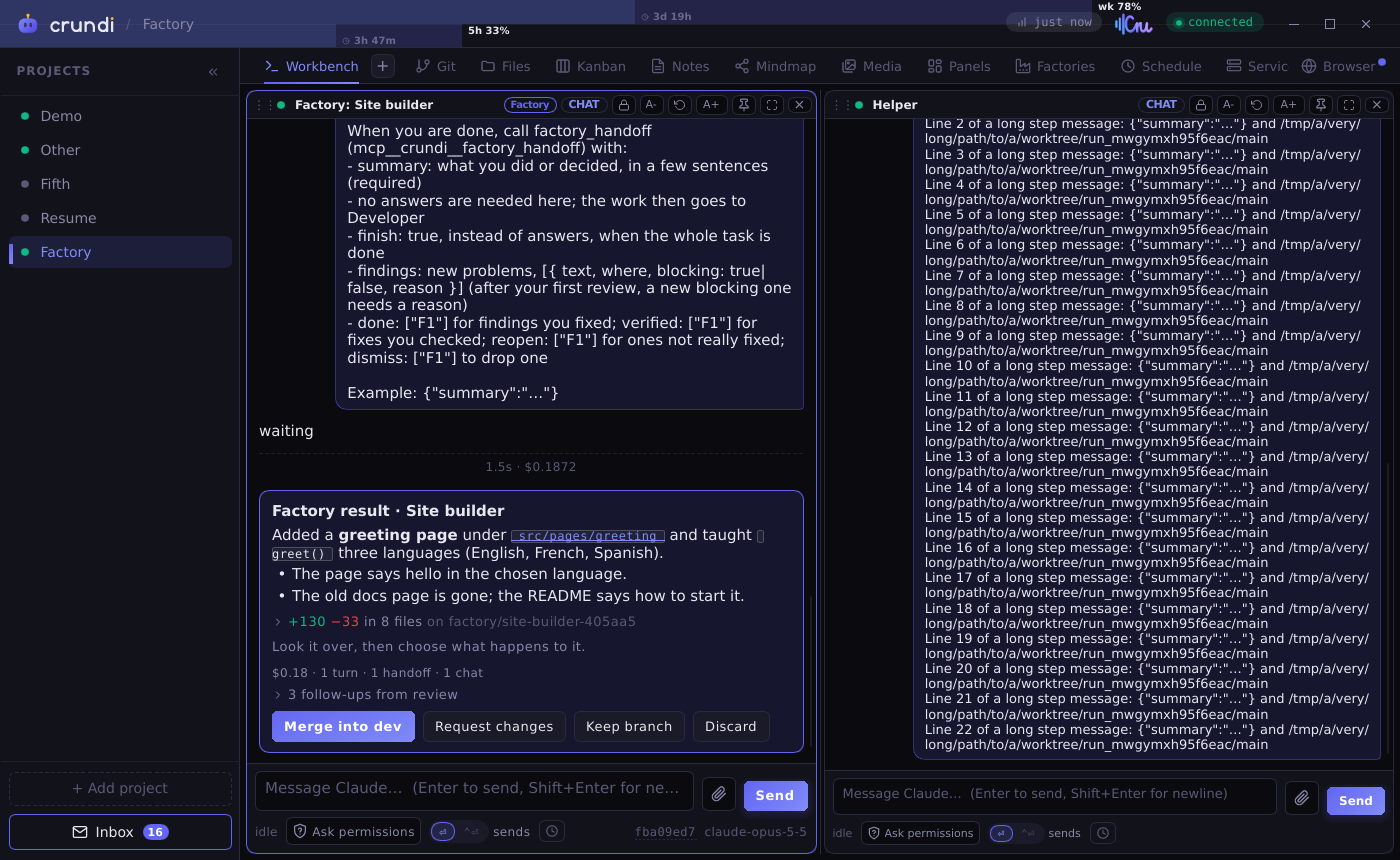 crundi / Factory
3h 47m
5h 33%
3d 19h
just now
wk 78%
Cru
connected
PROJECTS
Demo
Other
Fifth
Resume
Factory
+ Add project
Inbox 16
Workbench
Git
Files
Kanban
Notes
Mindmap
Media
Panels
Factories
Schedule
Servic
Browser
Factory: Site builder
Factory CHAT A- A+
When you are done, call factory_handoff
(mcp__crundi__factory_handoff) with:
- summary: what you did or decided, in a few sentences
(required)
- no answers are needed here; the work then goes to
Developer
- finish: true, instead of answers, when the whole task is
done
- findings: new problems, [{ text, where, blocking: true|
false, reason }] (after your first review, a new blocking one
needs a reason)
- done: ["F1"] for findings you fixed; verified: ["F1"] for
fixes you checked; reopen: ["F1"] for ones not really fixed;
dismiss: ["F1"] to drop one
Example: {"summary":"…"}
waiting
1.5s · $0.1872
Factory result · Site builder
Added a greeting page under src/pages/greeting and taught
greet() three languages (English, French, Spanish).
• The page says hello in the chosen language.
• The old docs page is gone; the README says how to start it.
+130 −33 in 8 files on factory/site-builder-405aa5
Look it over, then choose what happens to it.
$0.18 · 1 turn · 1 handoff · 1 chat
3 follow-ups from review
Merge into dev
Request changes
Keep branch
Discard
Message Claude… (Enter to send, Shift+Enter for ne…
Send
idle Ask permissions sends fba09ed7 claude-opus-5-5
Helper
CHAT A- A+
Line 2 of a long step message: {"summary":"…"} and /tmp/a/very/
long/path/to/a/worktree/run_mwgymxh95f6eac/main
Line 3 of a long step message: {"summary":"…"} and /tmp/a/very/
long/path/to/a/worktree/run_mwgymxh95f6eac/main
Line 4 of a long step message: {"summary":"…"} and /tmp/a/very/
long/path/to/a/worktree/run_mwgymxh95f6eac/main
Line 5 of a long step message: {"summary":"…"} and /tmp/a/very/
long/path/to/a/worktree/run_mwgymxh95f6eac/main
Line 6 of a long step message: {"summary":"…"} and /tmp/a/very/
long/path/to/a/worktree/run_mwgymxh95f6eac/main
Line 7 of a long step message: {"summary":"…"} and /tmp/a/very/
long/path/to/a/worktree/run_mwgymxh95f6eac/main
Line 8 of a long step message: {"summary":"…"} and /tmp/a/very/
long/path/to/a/worktree/run_mwgymxh95f6eac/main
Line 9 of a long step message: {"summary":"…"} and /tmp/a/very/
long/path/to/a/worktree/run_mwgymxh95f6eac/main
Line 10 of a long step message: {"summary":"…"} and /tmp/a/very/
long/path/to/a/worktree/run_mwgymxh95f6eac/main
Line 11 of a long step message: {"summary":"…"} and /tmp/a/very/
long/path/to/a/worktree/run_mwgymxh95f6eac/main
Line 12 of a long step message: {"summary":"…"} and /tmp/a/very/
long/path/to/a/worktree/run_mwgymxh95f6eac/main
Line 13 of a long step message: {"summary":"…"} and /tmp/a/very/
long/path/to/a/worktree/run_mwgymxh95f6eac/main
Line 14 of a long step message: {"summary":"…"} and /tmp/a/very/
long/path/to/a/worktree/run_mwgymxh95f6eac/main
Line 15 of a long step message: {"summary":"…"} and /tmp/a/very/
long/path/to/a/worktree/run_mwgymxh95f6eac/main
Line 16 of a long step message: {"summary":"…"} and /tmp/a/very/
long/path/to/a/worktree/run_mwgymxh95f6eac/main
Line 17 of a long step message: {"summary":"…"} and /tmp/a/very/
long/path/to/a/worktree/run_mwgymxh95f6eac/main
Line 18 of a long step message: {"summary":"…"} and /tmp/a/very/
long/path/to/a/worktree/run_mwgymxh95f6eac/main
Line 19 of a long step message: {"summary":"…"} and /tmp/a/very/
long/path/to/a/worktree/run_mwgymxh95f6eac/main
Line 20 of a long step message: {"summary":"…"} and /tmp/a/very/
long/path/to/a/worktree/run_mwgymxh95f6eac/main
Line 21 of a long step message: {"summary":"…"} and /tmp/a/very/
long/path/to/a/worktree/run_mwgymxh95f6eac/main
Line 22 of a long step message: {"summary":"…"} and /tmp/a/very/
long/path/to/a/worktree/run_mwgymxh95f6eac/main
Message Claude… (Enter to send, Shift+Enter for newline)
Send
idle Ask permissions sends